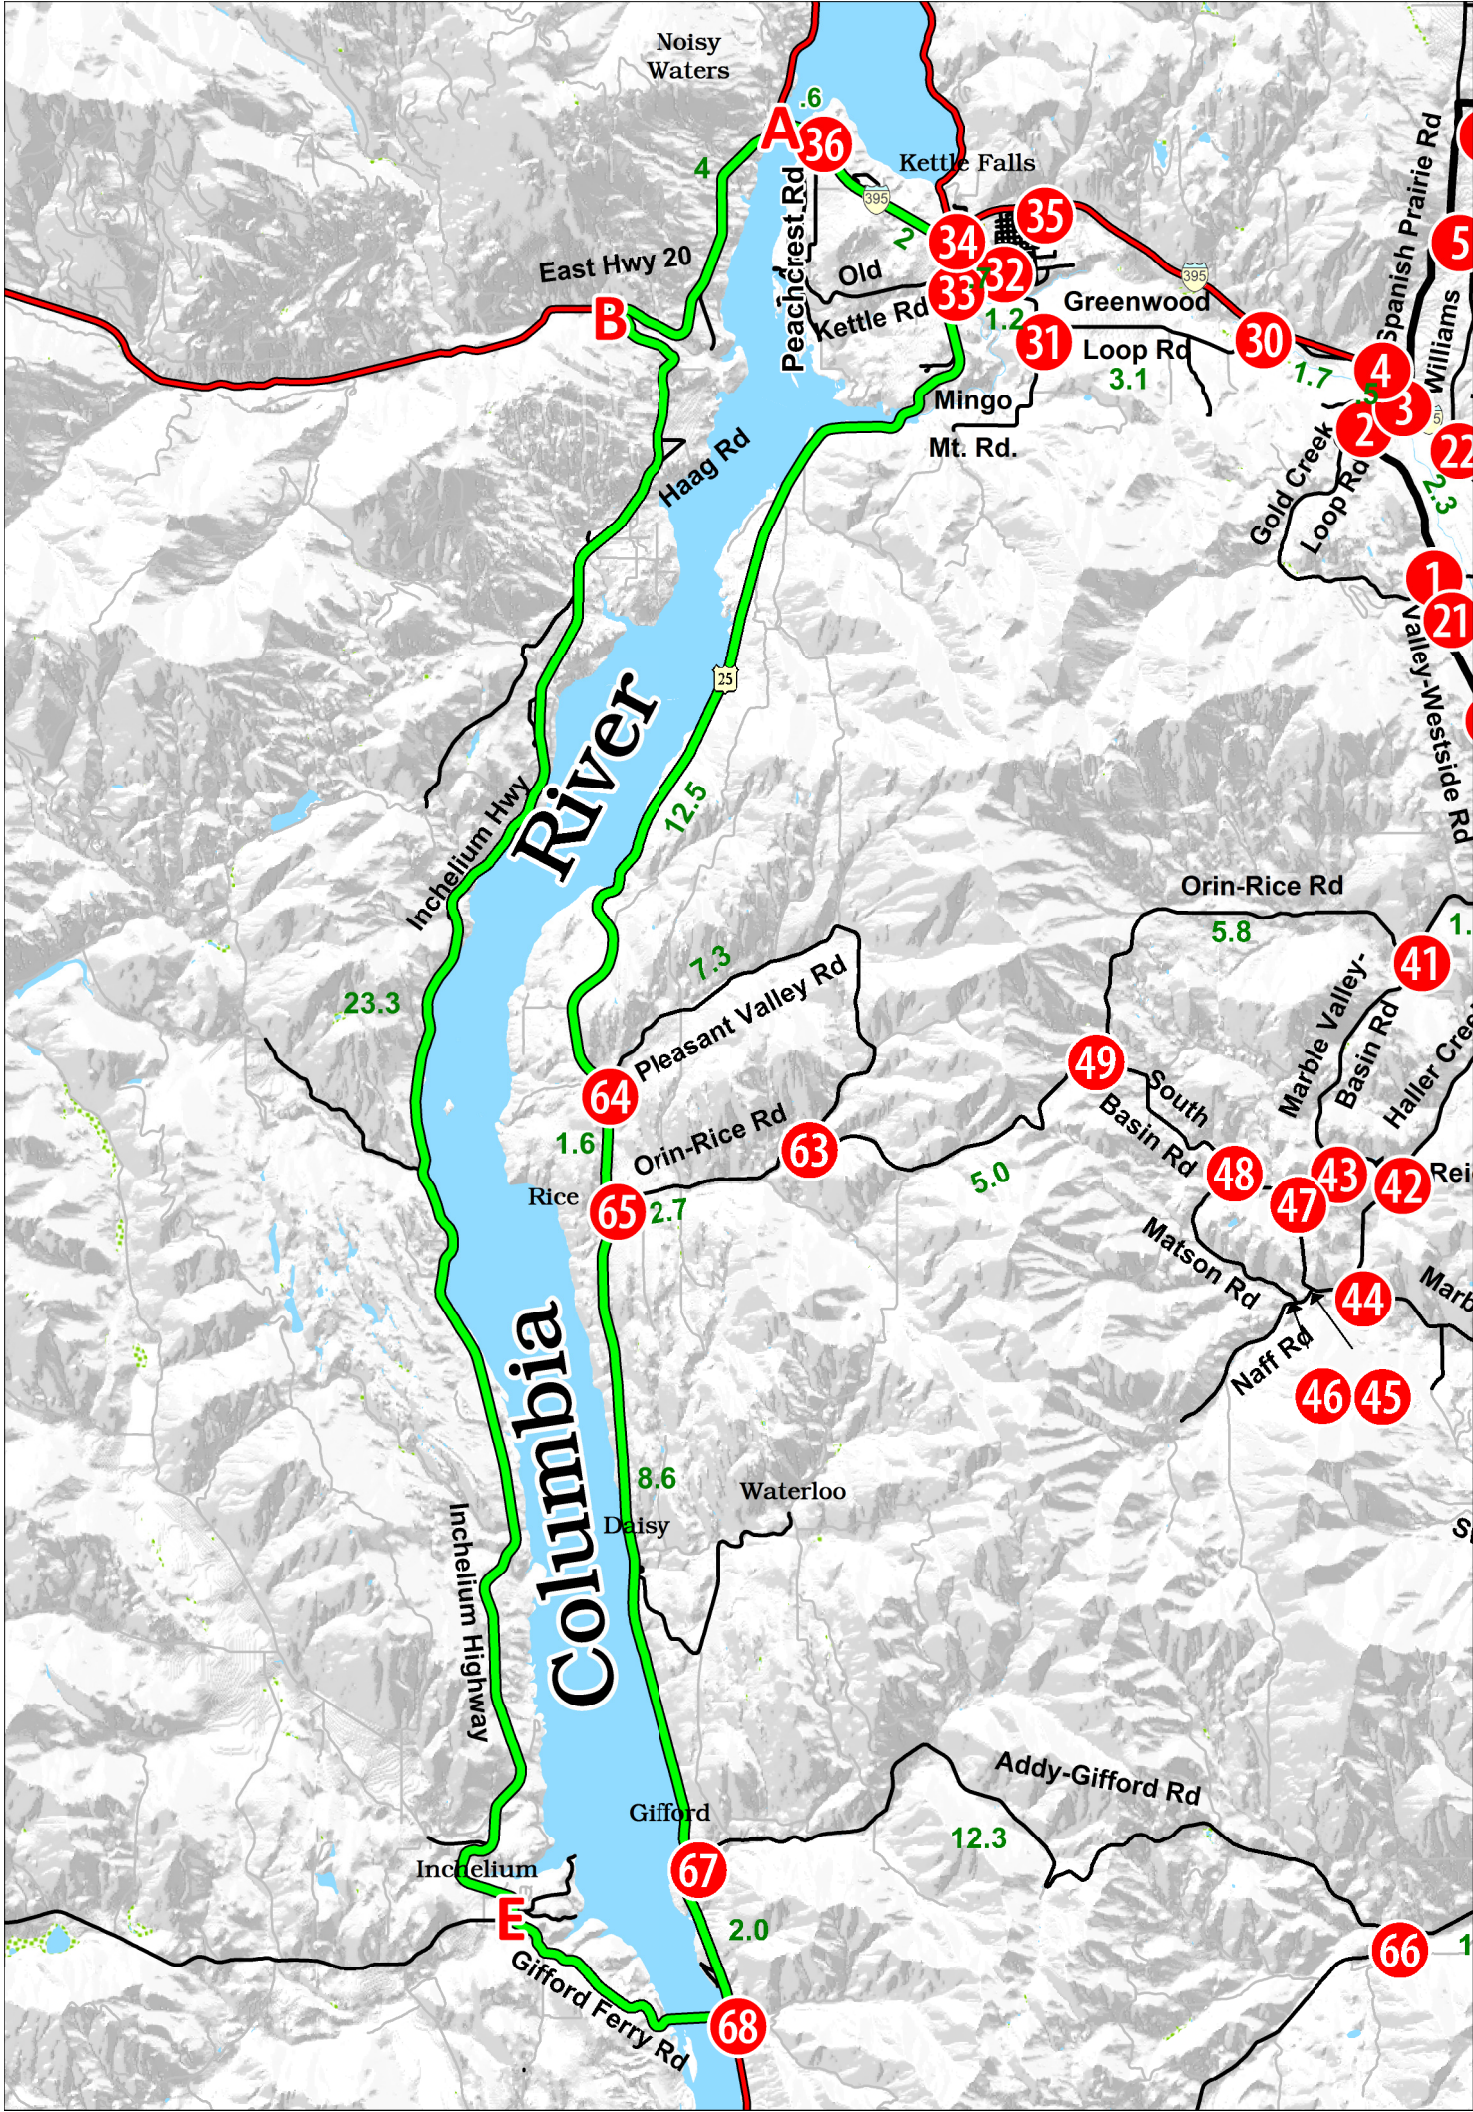 Noisy
Waters
.6
A
36
4
Kettle Falls
395
Peachcrest Rd
2
35
34
Spanish Prairie Rd
5
East Hwy 20
Old
Kettle Rd
33
.7
32
395
B
1.2
Greenwood
31
Loop Rd
3.1
30
1.7
4
Williams
.5
3
2
Mingo
Mt. Rd.
Haag Rd
Gold Creek
Loop Rd
22
2.3
1
21
Valley-Westside Rd
25
River
12.5
Inchelium Hwy
Orin-Rice Rd
5.8
1.
41
7.3
Pleasant Valley Rd
23.3
Marble Valley-
Basin Rd
49
South
Basin Rd
64
1.6
Orin-Rice Rd
63
5.0
48
43
42
47
Rice
65
2.7
Matson Rd
44
Naff Rd
46
45
Columbia
8.6
Waterloo
Daisy
Inchelium Highway
Addy-Gifford Rd
12.3
Gifford
67
Inchelium
E
2.0
66
1
Gifford Ferry Rd
68